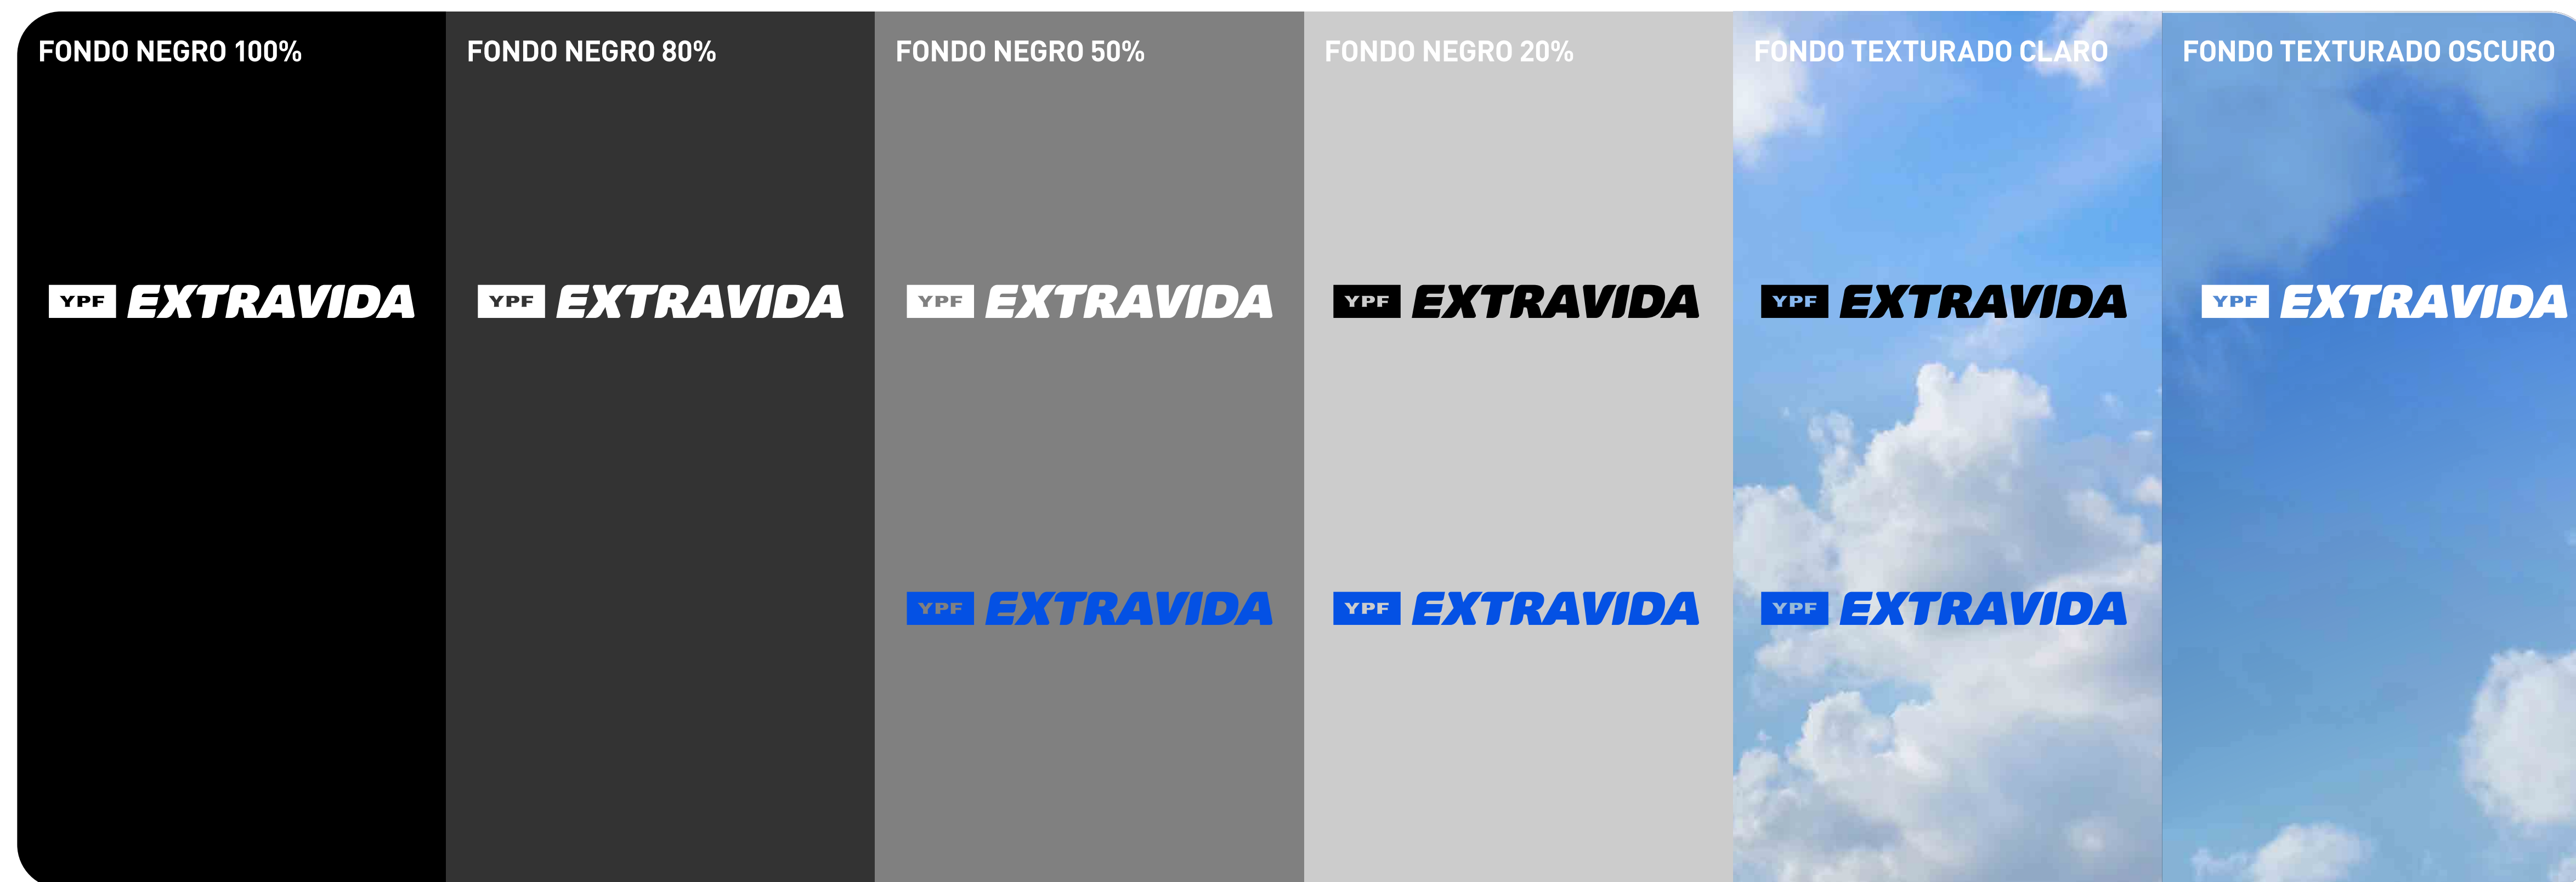 FONDO NEGRO 100%
FONDO NEGRO 80%
FONDO NEGRO 50%
FONDO NEGRO 20%
FONDO TEXTURADO CLARO
FONDO TEXTURADO OSCURO
YPF EXTRAVIDA
YPF EXTRAVIDA
YPF EXTRAVIDA
YPF EXTRAVIDA
YPF EXTRAVIDA
YPF EXTRAVIDA
YPF EXTRAVIDA
YPF EXTRAVIDA
YPF EXTRAVIDA